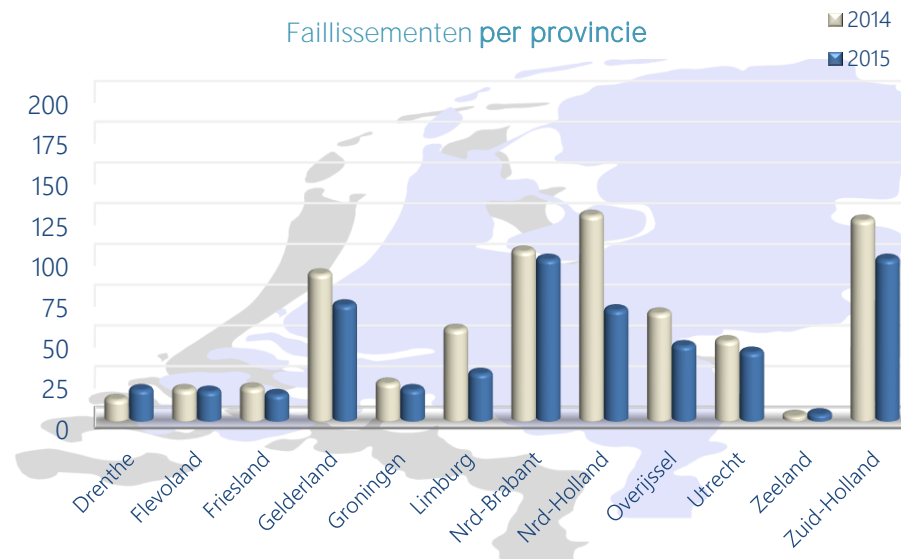 Faillissementen per provincie
2014
2015
200
175
150
125
100
75
50
25
0
Drenthe
Flevoland
Friesland
Gelderland
Groningen
Limburg
Nrd-Brabant
Nrd-Holland
Overijssel
Utrecht
Zeeland
Zuid-Holland